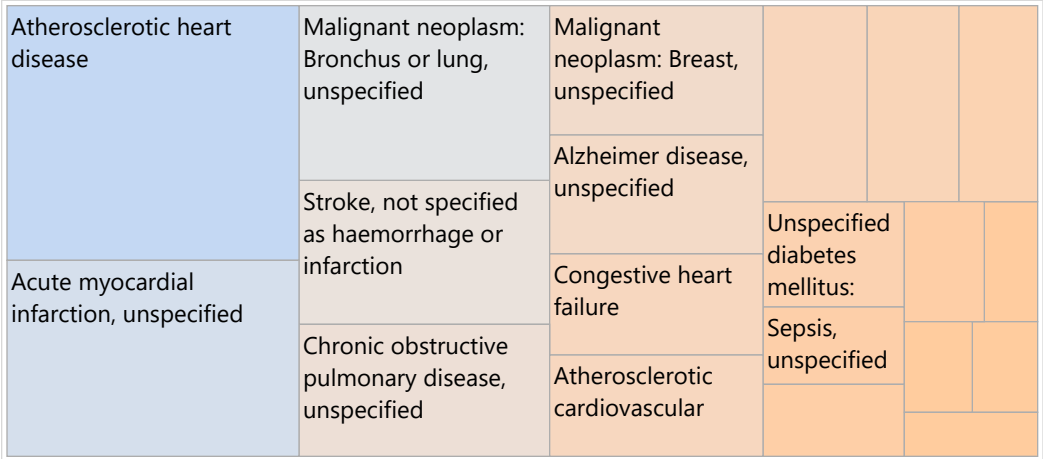 Atherosclerotic heart
disease
Acute myocardial
infarction, unspecified
Malignant neoplasm:
Bronchus or lung,
unspecified
Stroke, not specified
as haemorrhage or
infarction
Chronic obstructive
pulmonary disease,
unspecified
Malignant
neoplasm: Breast,
unspecified
Alzheimer disease,
unspecified
Congestive heart
failure
Atherosclerotic
cardiovascular
Unspecified
diabetes
mellitus:
Sepsis,
unspecified